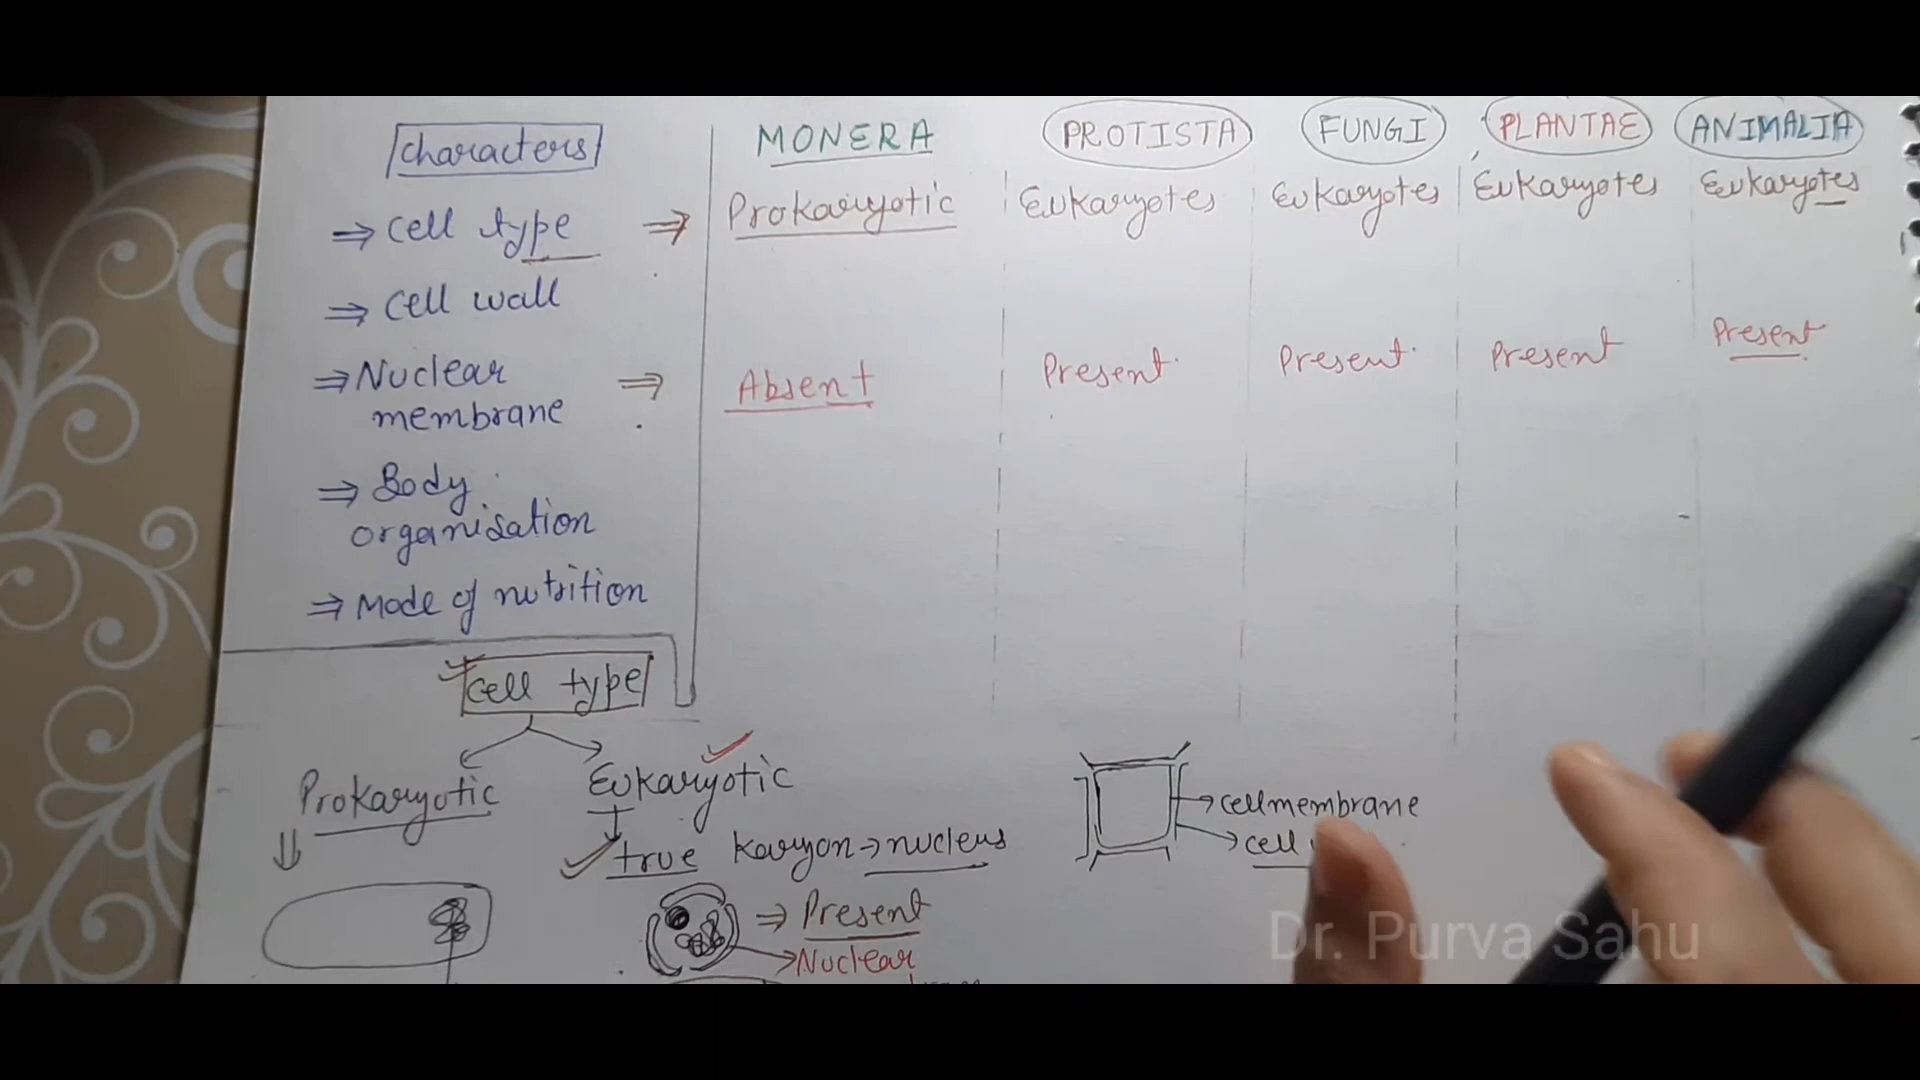 Characters
MONERA
PROTISTA
FUNGI
PLANTAE
ANIMALIA
⇒ cell type ⇒
Prokaryotic
Eukaryotes
Eukaryotes
Eukaryotes
Eukaryotes
⇒ cell wall
⇒ Nuclear
membrane ⇒
Absent
Present
Present
Present
Present
⇒ Body
organisation
⇒ Mode of nutrition
cell type
Prokaryotic
Eukaryotic
true karyon → nucleus
⇒ Present
→ Nuclear
→ cellmembrane
→ cell
Dr. Purva Sahu